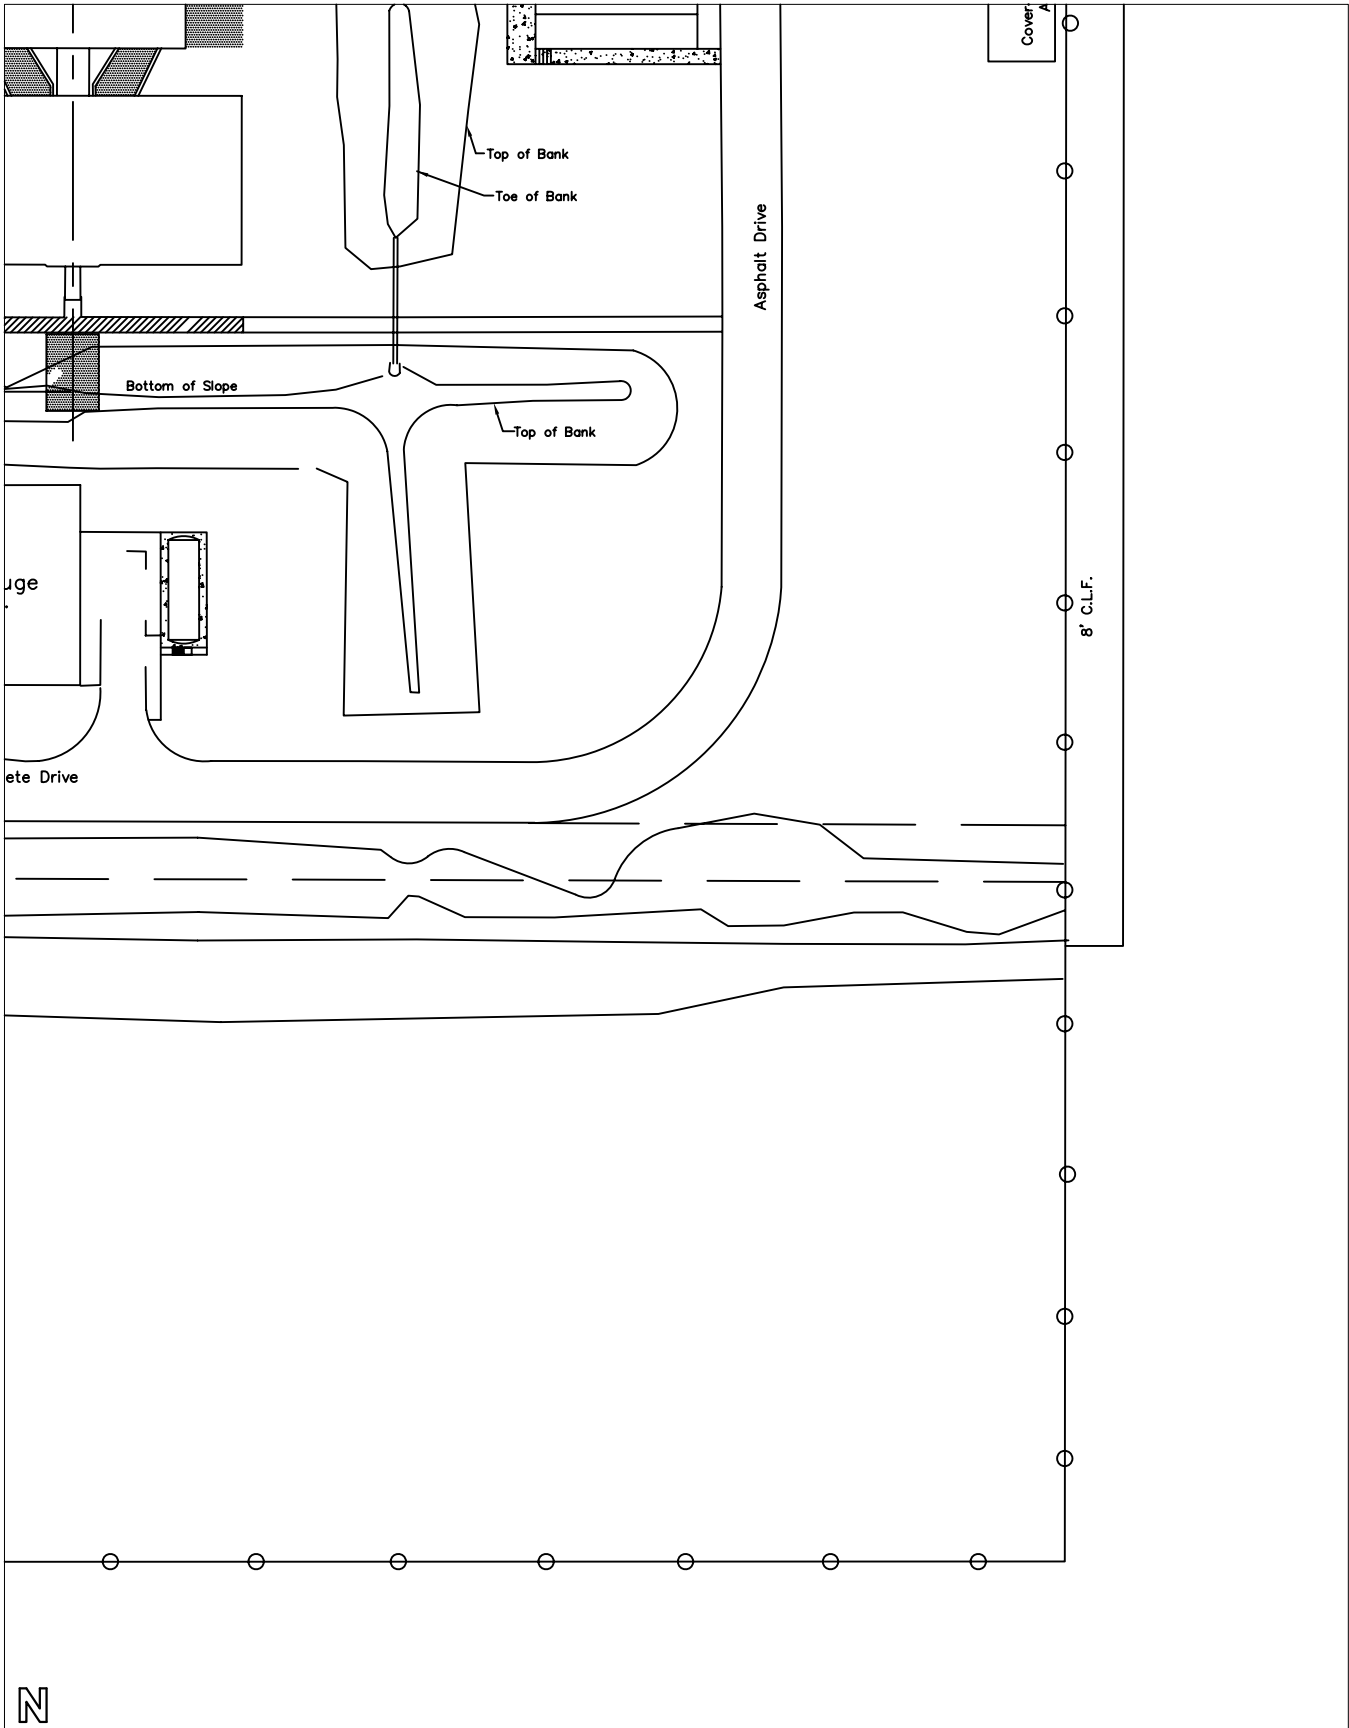 Cover
A
Top of Bank
Toe of Bank
Asphalt Drive
Bottom of Slope
Top of Bank
uge
8' C.L.F.
ete Drive
N